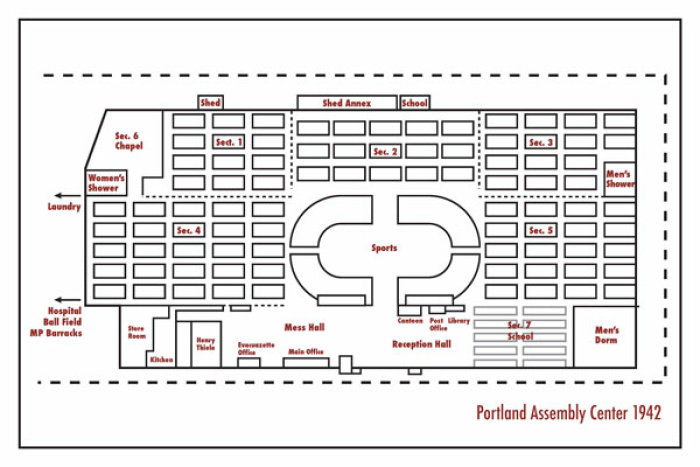 Shed
Shed Annex
School
Sec. 6
Chapel
Sect. 1
Sec. 2
Sec. 3
Women's
Shower
Men's
Shower
Laundry
Sec. 4
Sports
Sec. 5
Hospital
Ball Field
MP Barracks
Store
Room
Kitchen
Henry
Thiele
Mess Hall
Evacuzette
Office
Main Office
Canteen
Post
Office
Library
Reception Hall
Sec. 7
School
Men's
Dorm
Portland Assembly Center 1942